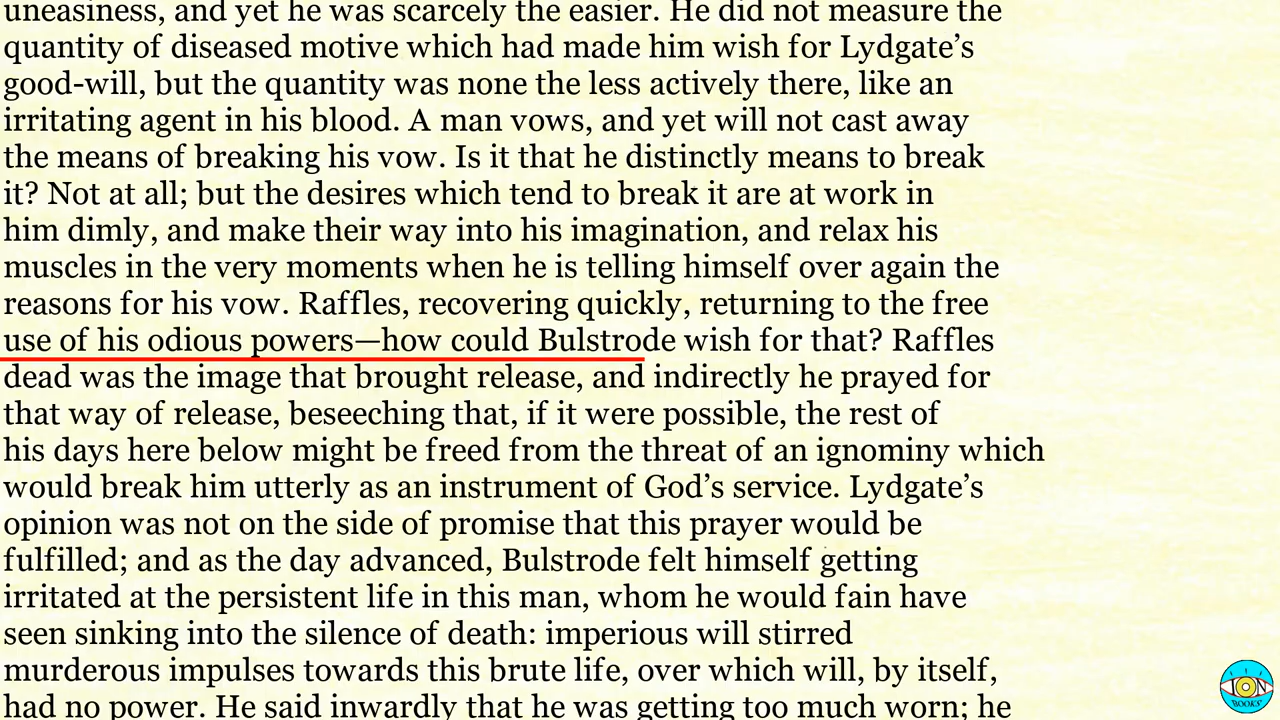 uneasiness, and yet he was scarcely the easier. He did not measure the
quantity of diseased motive which had made him wish for Lydgate’s
good-will, but the quantity was none the less actively there, like an
irritating agent in his blood. A man vows, and yet will not cast away
the means of breaking his vow. Is it that he distinctly means to break
it? Not at all; but the desires which tend to break it are at work in
him dimly, and make their way into his imagination, and relax his
muscles in the very moments when he is telling himself over again the
reasons for his vow. Raffles, recovering quickly, returning to the free
use of his odious powers—how could Bulstrode wish for that? Raffles
dead was the image that brought release, and indirectly he prayed for
that way of release, beseeching that, if it were possible, the rest of
his days here below might be freed from the threat of an ignominy which
would break him utterly as an instrument of God’s service. Lydgate’s
opinion was not on the side of promise that this prayer would be
fulfilled; and as the day advanced, Bulstrode felt himself getting
irritated at the persistent life in this man, whom he would fain have
seen sinking into the silence of death: imperious will stirred
murderous impulses towards this brute life, over which will, by itself,
had no power. He said inwardly that he was getting too much worn; he
ION
BOOKS